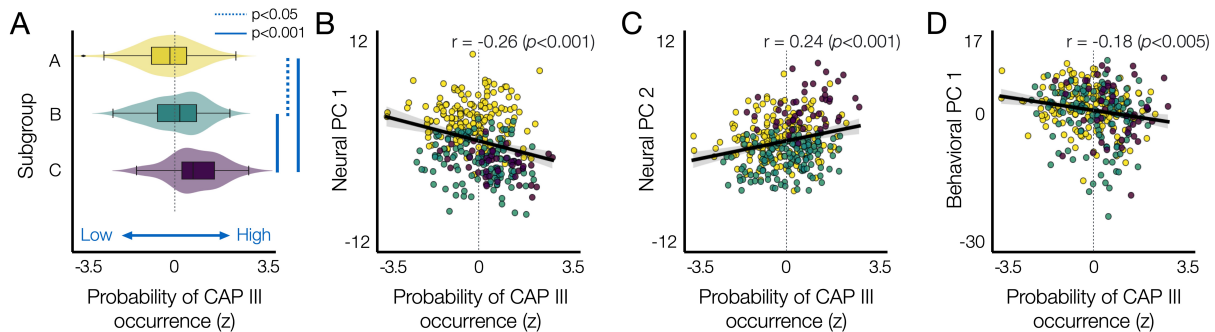 A
p<0.05
p<0.001
Subgroup
A
B
C
Low
High
-3.5
0
3.5
Probability of CAP III
occurrence (z)
B
r = -0.26 (p<0.001)
Neural PC 1
12
-12
0
3.5
Probability of CAP III
occurrence (z)
C
r = 0.24 (p<0.001)
Neural PC 2
12
-12
-3.5
0
3.5
Probability of CAP III
occurrence (z)
D
r = -0.18 (p<0.005)
Behavioral PC 1
17
0
-30
-3.5
0
3.5
Probability of CAP III
occurrence (z)
-3.5